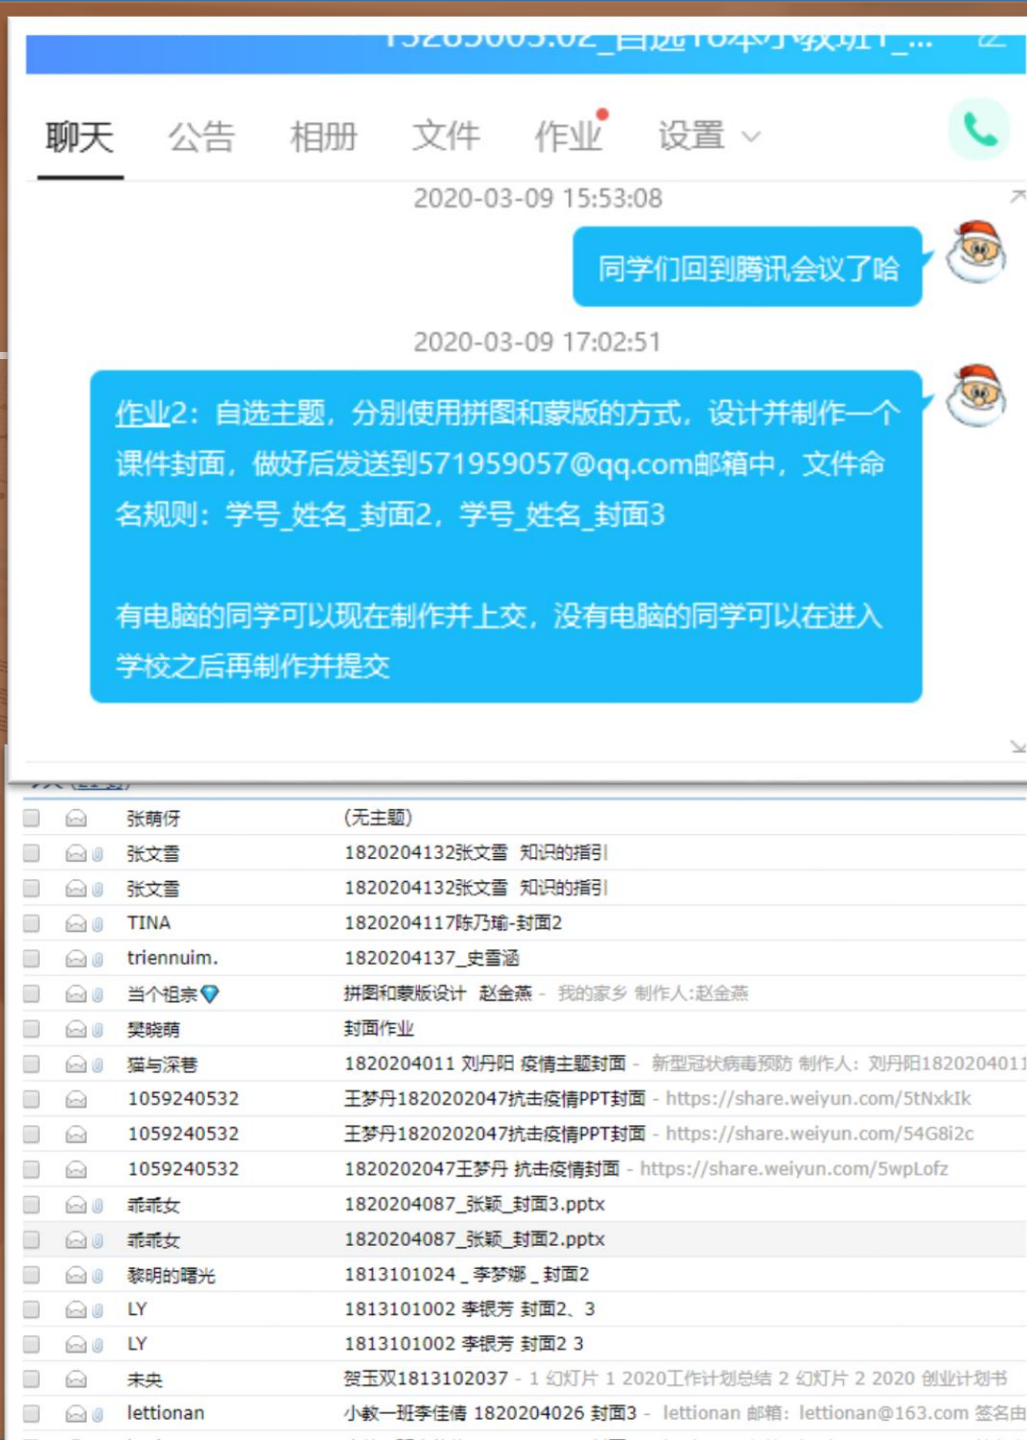 15285005.02_自选16本小教班1_...
聊天 公告 相册 文件 作业 设置
2020-03-09 15:53:08
同学们回到腾讯会议了哈
2020-03-09 17:02:51
作业2：自选主题，分别使用拼图和蒙版的方式，设计并制作一个
课件封面，做好后发送到571959057@qq.com邮箱中，文件命
名规则：学号_姓名_封面2，学号_姓名_封面3
有电脑的同学可以现在制作并上交，没有电脑的同学可以在进入
学校之后再制作并提交
张萌伢 (无主题)
张文雪 1820204132张文雪 知识的指引
张文雪 1820204132张文雪 知识的指引
TINA 1820204117陈乃瑜-封面2
triennuim. 1820204137_史雪涵
当个祖宗💎 拼图和蒙版设计 赵金燕 - 我的家乡 制作人:赵金燕
樊晓萌 封面作业
猫与深巷 1820204011 刘丹阳 疫情主题封面 - 新型冠状病毒预防 制作人：刘丹阳1820204011
1059240532 王梦丹1820202047抗击疫情PPT封面 - https://share.weiyun.com/5tNxkIk
1059240532 王梦丹1820202047抗击疫情PPT封面 - https://share.weiyun.com/54G8i2c
1059240532 1820202047王梦丹 抗击疫情封面 - https://share.weiyun.com/5wpLofz
乖乖女 1820204087_张颖_封面3.pptx
乖乖女 1820204087_张颖_封面2.pptx
黎明的曙光 1813101024 _ 李梦娜 _ 封面2
LY 1813101002 李银芳 封面2、3
LY 1813101002 李银芳 封面2 3
未央 贺玉双1813102037 - 1 幻灯片 1 2020工作计划总结 2 幻灯片 2 2020 创业计划书
lettionan 小教一班李佳倩 1820204026 封面3 - lettionan 邮箱：lettionan@163.com 签名由